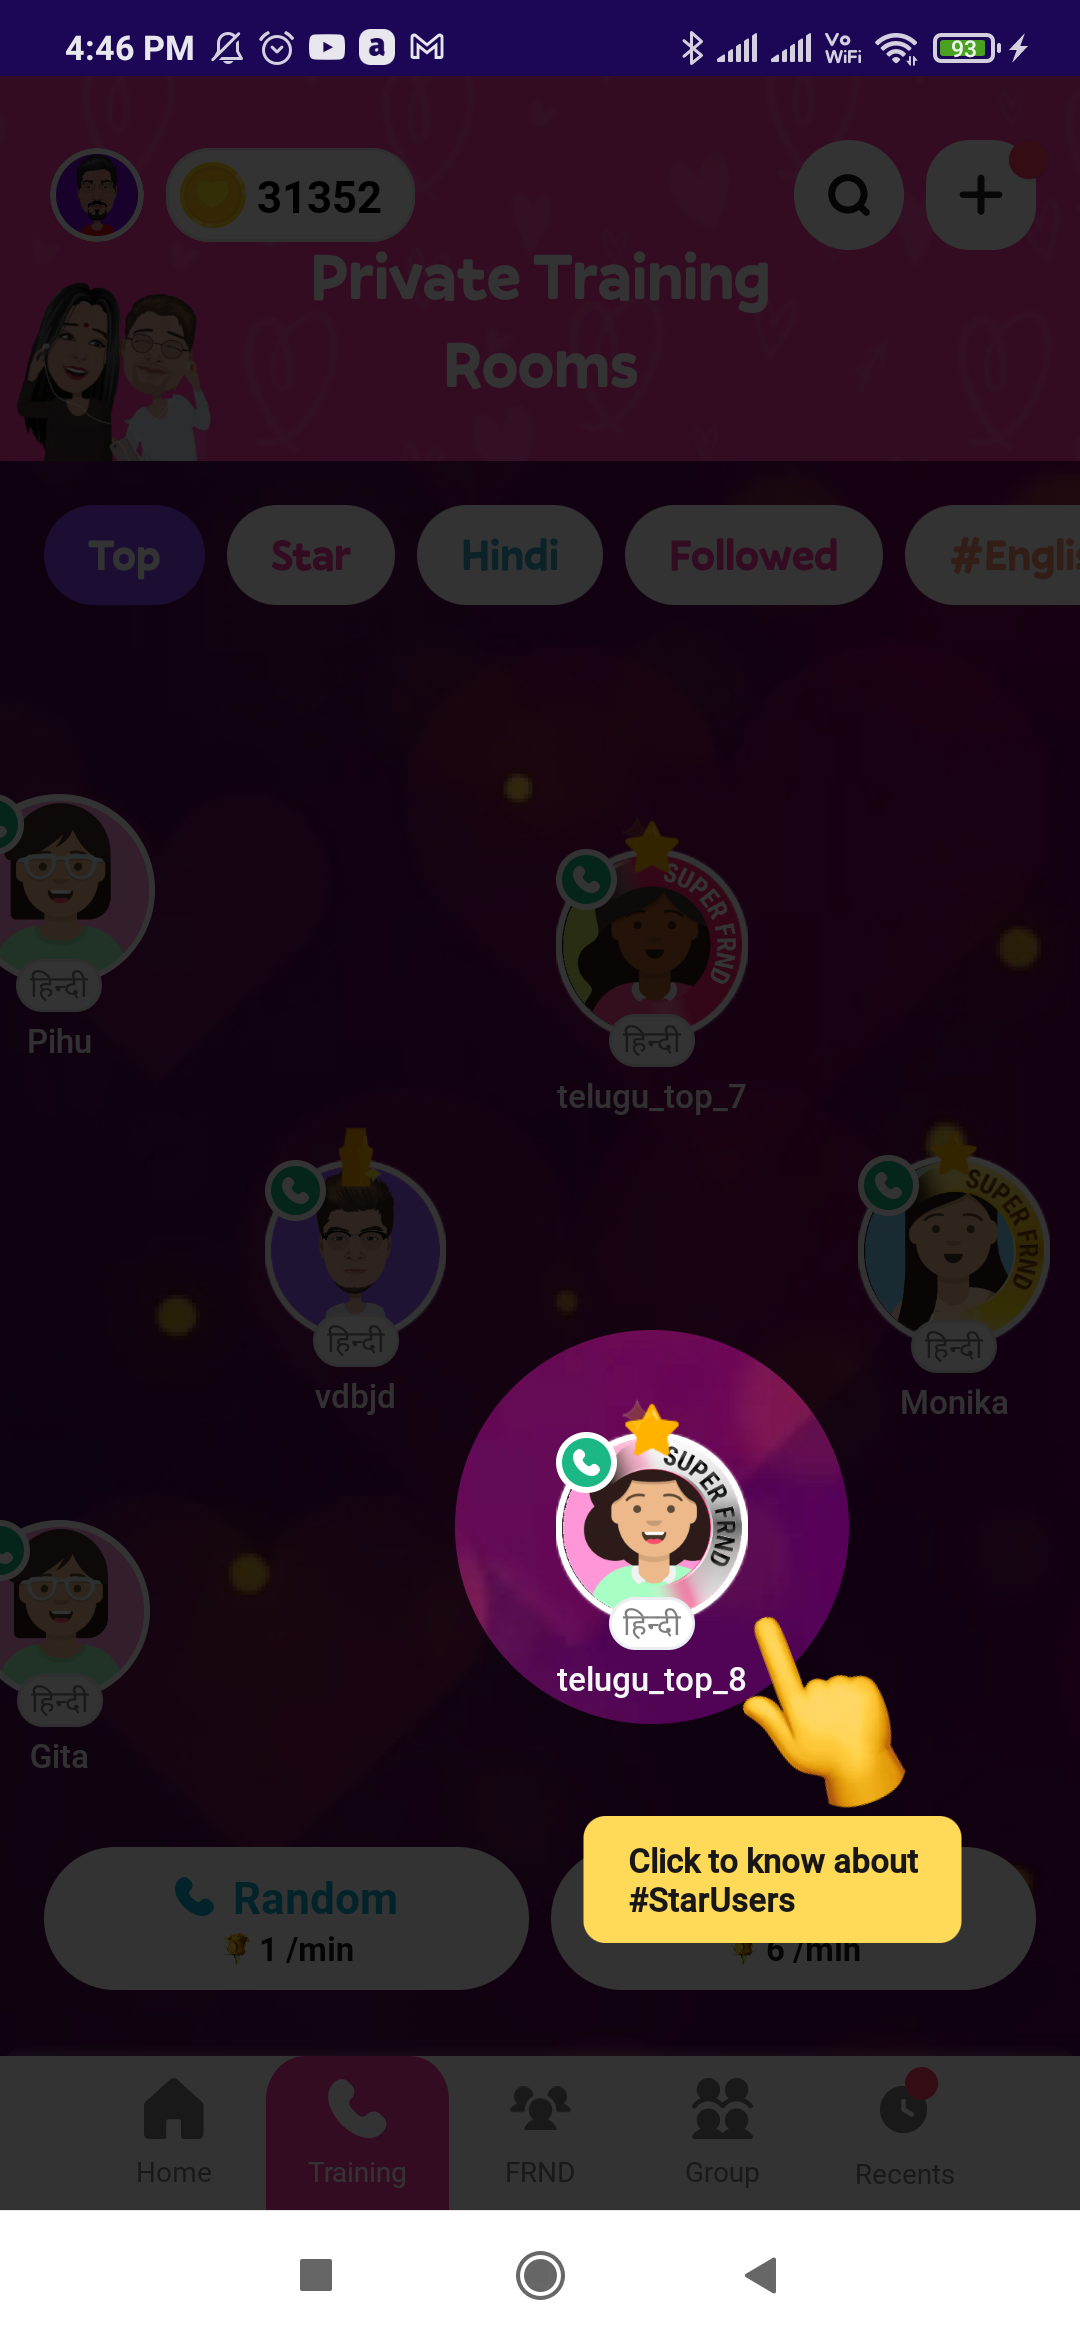 4:46 PM
Vo
WiFi
93
31352
Private Training
Rooms
Top
Star
Hindi
Followed
#Englis
हिन्दी
Pihu
SUPER FRND
हिन्दी
telugu_top_7
हिन्दी
vdbjd
SUPER FRND
हिन्दी
Monika
SUPER FRND
हिन्दी
telugu_top_8
हिन्दी
Gita
Click to know about
#StarUsers
Random
1 /min
6 /min
Home
Training
FRND
Group
Recents